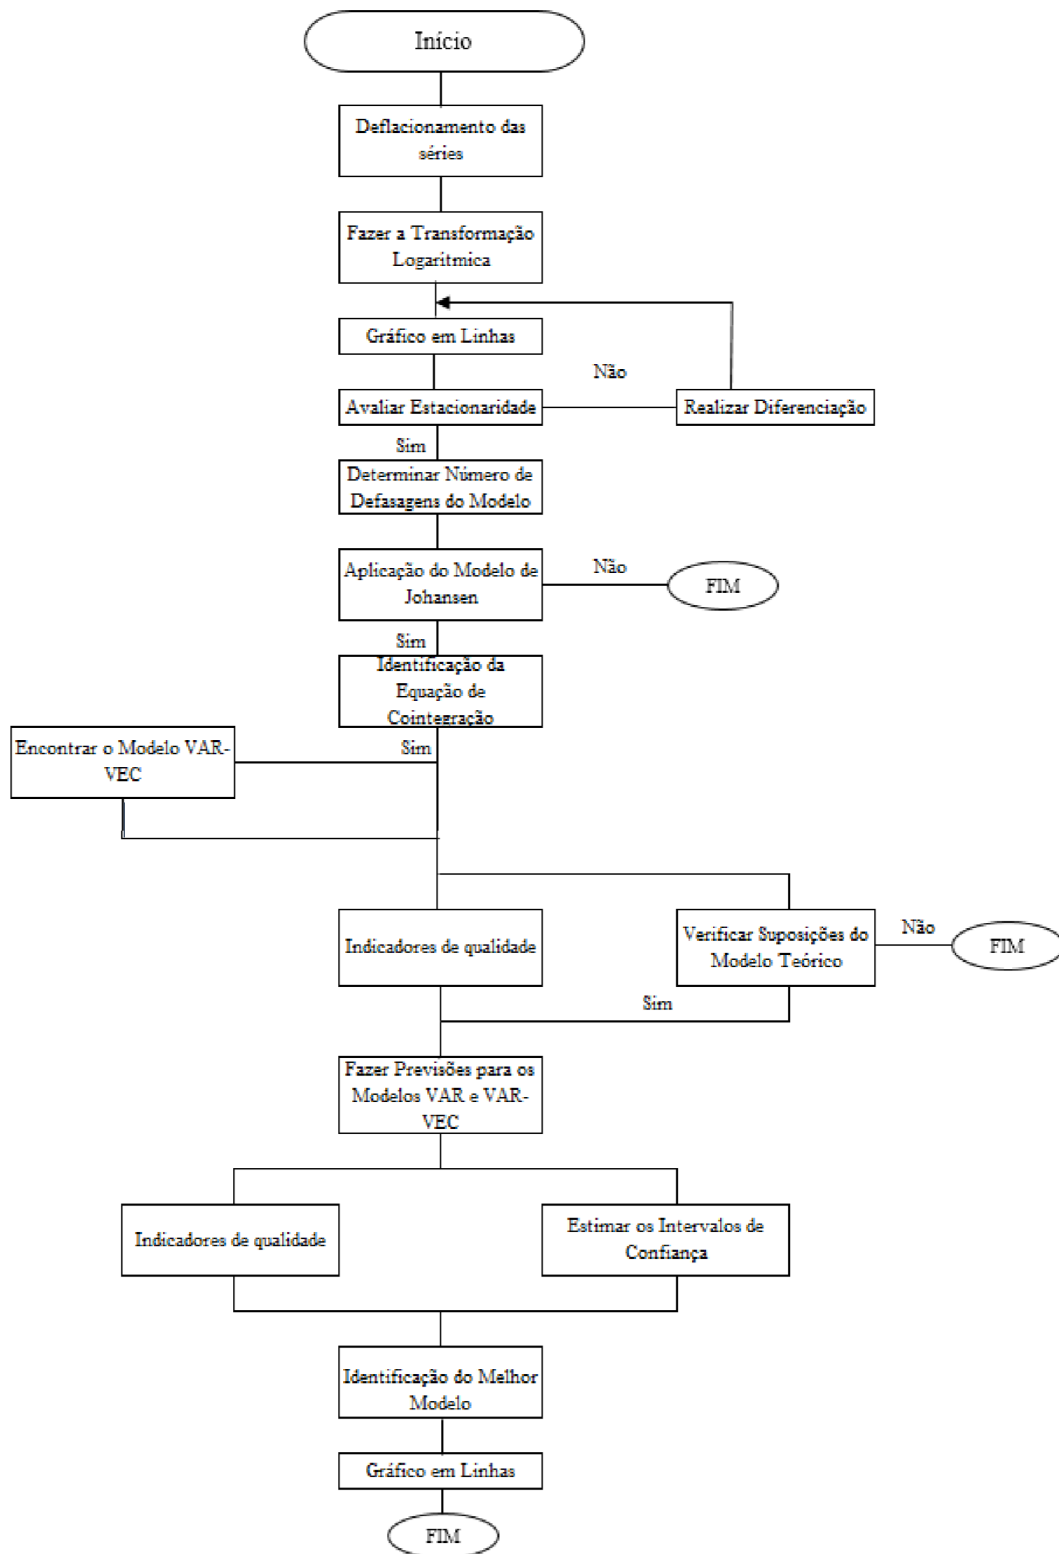 Início
Deflacionamento das
séries
Fazer a Transformação
Logaritmica
Gráfico em Linhas
Não
Avaliar Estacionaridade
Realizar Diferenciação
Sim
Determinar Número de
Defasagens do Modelo
Aplicação do Modelo de
Johansen
Não
FIM
Sim
Identificação da
Equação de
Cointegração
Encontrar o Modelo VAR-
VEC
Sim
Indicadores de qualidade
Verificar Suposições do
Modelo Teórico
Não
FIM
Sim
Fazer Previsões para os
Modelos VAR e VAR-
VEC
Indicadores de qualidade
Estimar os Intervalos de
Confiança
Identificação do Melhor
Modelo
Gráfico em Linhas
FIM